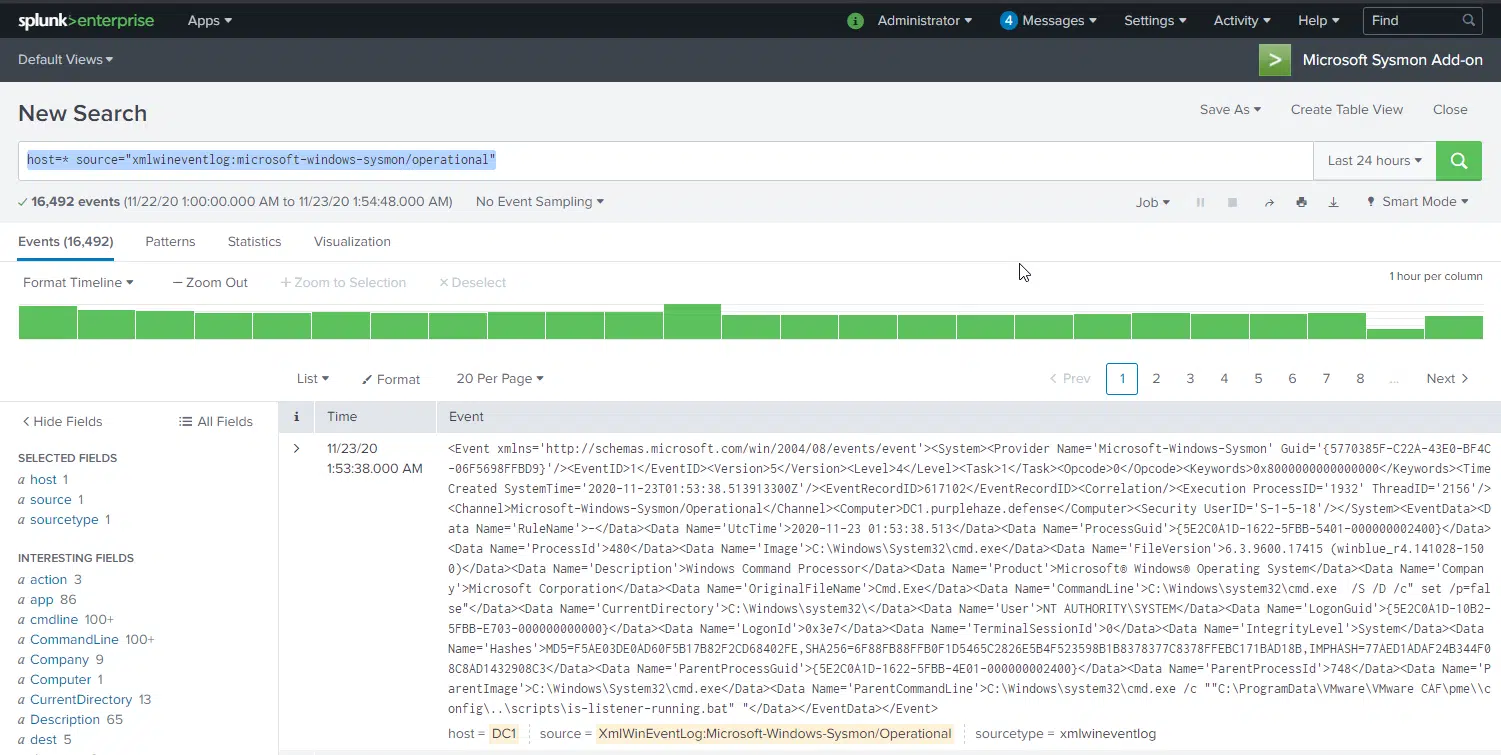 splunk>enterprise Apps Administrator 4 Messages Settings Activity Help Find
Default Views > Microsoft Sysmon Add-on
New Search Save As Create Table View Close
host=* source="xmlwineventlog:microsoft-windows-sysmon/operational" Last 24 hours
16,492 events (11/22/20 1:00:00.000 AM to 11/23/20 1:54:48.000 AM) No Event Sampling Job Smart Mode
Events (16,492) Patterns Statistics Visualization
Format Timeline — Zoom Out + Zoom to Selection × Deselect 1 hour per column
List Format 20 Per Page < Prev 1 2 3 4 5 6 7 8 ... Next >
< Hide Fields All Fields
SELECTED FIELDS
a host 1
a source 1
a sourcetype 1
INTERESTING FIELDS
a action 3
a app 86
a cmdline 100+
a CommandLine 100+
a Company 9
a Computer 1
a CurrentDirectory 13
a Description 65
a dest 5
i Time Event
> 11/23/20
1:53:38.000 AM
<Event xmlns='http://schemas.microsoft.com/win/2004/08/events/event'><System><Provider Name='Microsoft-Windows-Sysmon' Guid='{5770385F-C22A-43E0-BF4C
-06F5698FFBD9}'/><EventID>1</EventID><Version>5</Version><Level>4</Level><Task>1</Task><Opcode>0</Opcode><Keywords>0x8000000000000000</Keywords><Time
Created SystemTime='2020-11-23T01:53:38.513913300Z'/><EventRecordID>617102</EventRecordID><Correlation/><Execution ProcessID='1932' ThreadID='2156'/>
<Channel>Microsoft-Windows-Sysmon/Operational</Channel><Computer>DC1.purplehaze.defense</Computer><Security UserID='S-1-5-18'/></System><EventData><D
ata Name='RuleName'>-</Data><Data Name='UtcTime'>2020-11-23 01:53:38.513</Data><Data Name='ProcessGuid'>{5E2C0A1D-1622-5FBB-5401-000000002400}</Data>
<Data Name='ProcessId'>480</Data><Data Name='Image'>C:\Windows\System32\cmd.exe</Data><Data Name='FileVersion'>6.3.9600.17415 (winblue_r4.141028-150
0)</Data><Data Name='Description'>Windows Command Processor</Data><Data Name='Product'>Microsoft® Windows® Operating System</Data><Data Name='Compan
y'>Microsoft Corporation</Data><Data Name='OriginalFileName'>Cmd.Exe</Data><Data Name='CommandLine'>C:\Windows\system32\cmd.exe /S /D /c" set /p=fal
se"</Data><Data Name='CurrentDirectory'>C:\Windows\system32\</Data><Data Name='User'>NT AUTHORITY\SYSTEM</Data><Data Name='LogonGuid'>{5E2C0A1D-10B2-
5FBB-E703-000000000000}</Data><Data Name='LogonId'>0x3e7</Data><Data Name='TerminalSessionId'>0</Data><Data Name='IntegrityLevel'>System</Data><Data
Name='Hashes'>MD5=F5AE03DE0AD60F5B17B82F2CD68402FE,SHA256=6F88FB88FFB0F1D5465C2826E5B4F523598B1B8378377C8378FFEBC171BAD18B,IMPHASH=77AED1ADAF24B344F0
8C8AD1432908C3</Data><Data Name='ParentProcessGuid'>{5E2C0A1D-1622-5FBB-4E01-000000002400}</Data><Data Name='ParentProcessId'>748</Data><Data Name='P
arentImage'>C:\Windows\System32\cmd.exe</Data><Data Name='ParentCommandLine'>C:\Windows\system32\cmd.exe /c ""C:\ProgramData\VMware\VMware CAF\pme\\c
onfig\..\scripts\is-listener-running.bat" "</Data></EventData></Event>
host = DC1 source = XmlWinEventLog:Microsoft-Windows-Sysmon/Operational sourcetype = xmlwineventlog